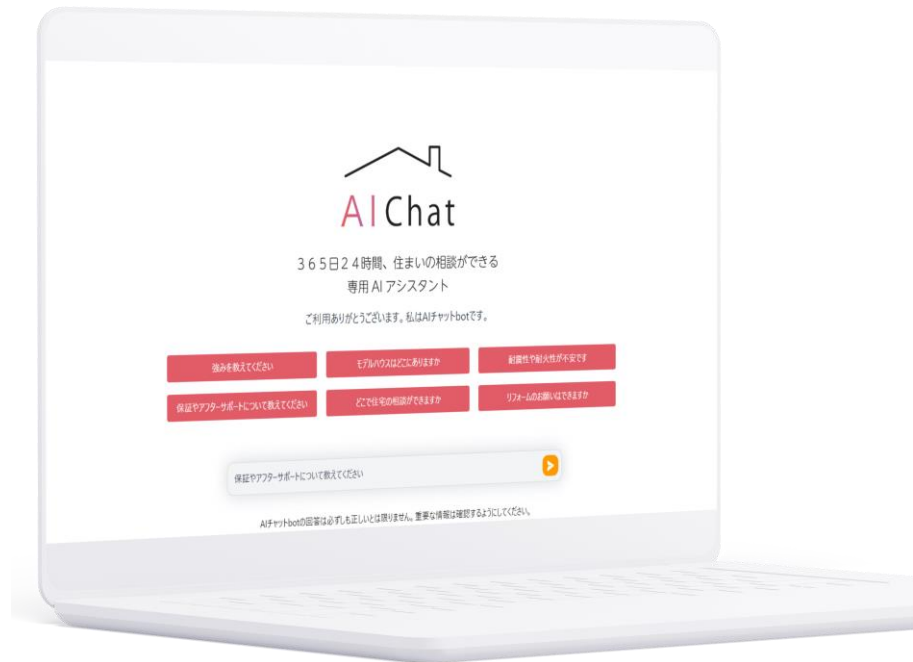 AI Chat
365日24時間、住まいの相談ができる
専用AIアシスタント
ご利用ありがとうございます。私はAIチャットbotです。
強みを教えてください
モデルハウスはどこにありますか
耐震性や耐火性が不安です
保証やアフターサポートについて教えてください
どこで住宅の相談ができますか
リフォームのお願いはできますか
保証やアフターサポートについて教えてください
AIチャットbotの回答は必ずしも正しいとは限りません。重要な情報は確認するようにしてください。